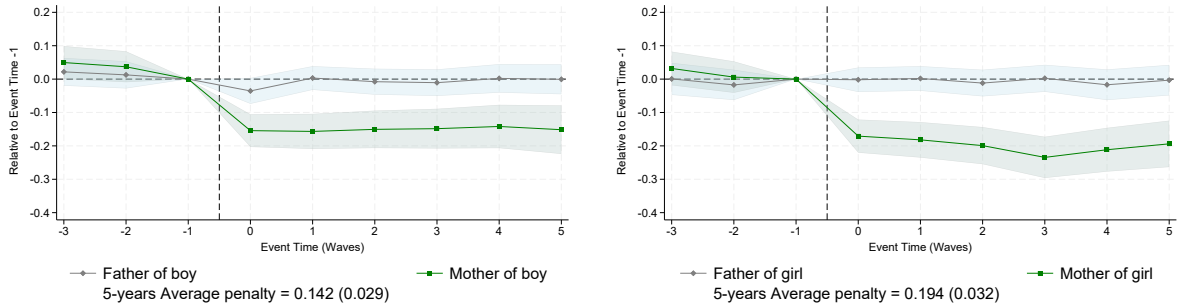 Relative to Event Time -1
0.2
0.1
0.0
-0.1
-0.2
-0.3
-0.4
-3 -2 -1 0 1 2 3 4 5
Event Time (Waves)
Father of boy Mother of boy
5-years Average penalty = 0.142 (0.029)
Relative to Event Time -1
0.2
0.1
0.0
-0.1
-0.2
-0.3
-0.4
-3 -2 -1 0 1 2 3 4 5
Event Time (Waves)
Father of girl Mother of girl
5-years Average penalty = 0.194 (0.032)